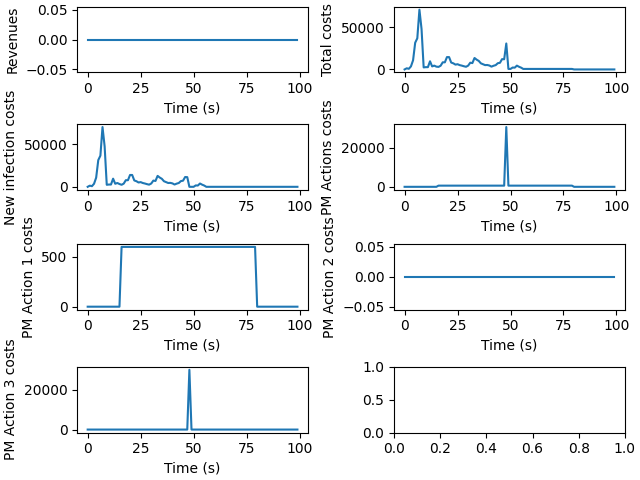 Revenues
0.05
0.00
−0.05
0 25 50 75 100
Time (s)
Total costs
50000
0
0 25 50 75 100
Time (s)
New infection costs
50000
0
0 25 50 75 100
Time (s)
PM Actions costs
20000
0
0 25 50 75 100
Time (s)
PM Action 1 costs
500
0
0 25 50 75 100
Time (s)
PM Action 2 costs
0.05
0.00
−0.05
0 25 50 75 100
Time (s)
PM Action 3 costs
20000
0
0 25 50 75 100
Time (s)
1.0
0.5
0.0
0.0 0.2 0.4 0.6 0.8 1.0